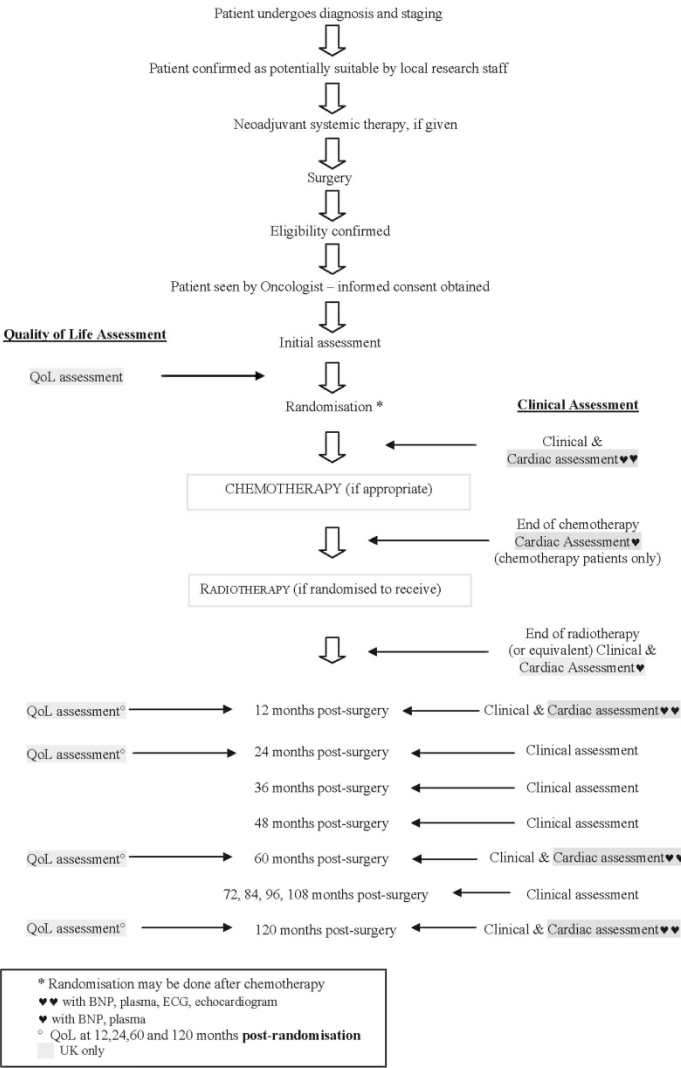 Patient undergoes diagnosis and staging
Patient confirmed as potentially suitable by local research staff
Neoadjuvant systemic therapy, if given
Surgery
Eligibility confirmed
Patient seen by Oncologist – informed consent obtained
Quality of Life Assessment
Initial assessment
QoL assessment
Randomisation *
Clinical Assessment
Clinical &
Cardiac assessment♥♥
CHEMOTHERAPY (if appropriate)
End of chemotherapy
Cardiac Assessment♥
(chemotherapy patients only)
RADIOTHERAPY (if randomised to receive)
End of radiotherapy
(or equivalent) Clinical &
Cardiac Assessment♥
QoL assessment° 12 months post-surgery Clinical & Cardiac assessment♥♥
QoL assessment° 24 months post-surgery Clinical assessment
36 months post-surgery Clinical assessment
48 months post-surgery Clinical assessment
QoL assessment° 60 months post-surgery Clinical & Cardiac assessment♥♥
72, 84, 96, 108 months post-surgery Clinical assessment
QoL assessment° 120 months post-surgery Clinical & Cardiac assessment♥♥
* Randomisation may be done after chemotherapy
♥♥ with BNP, plasma, ECG, echocardiogram
♥ with BNP, plasma
° QoL at 12,24,60 and 120 months post-randomisation
UK only